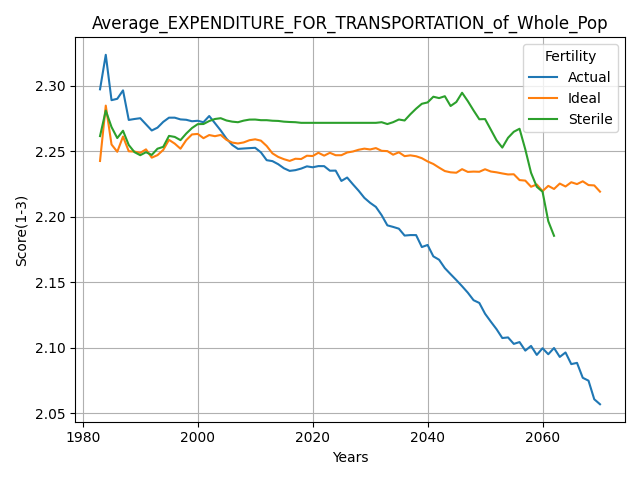 Average_EXPENDITURE_FOR_TRANSPORTATION_of_Whole_Pop
Fertility
Actual
Ideal
Sterile
Score(1-3)
2.30
2.25
2.20
2.15
2.10
2.05
1980 2000 2020 2040 2060
Years